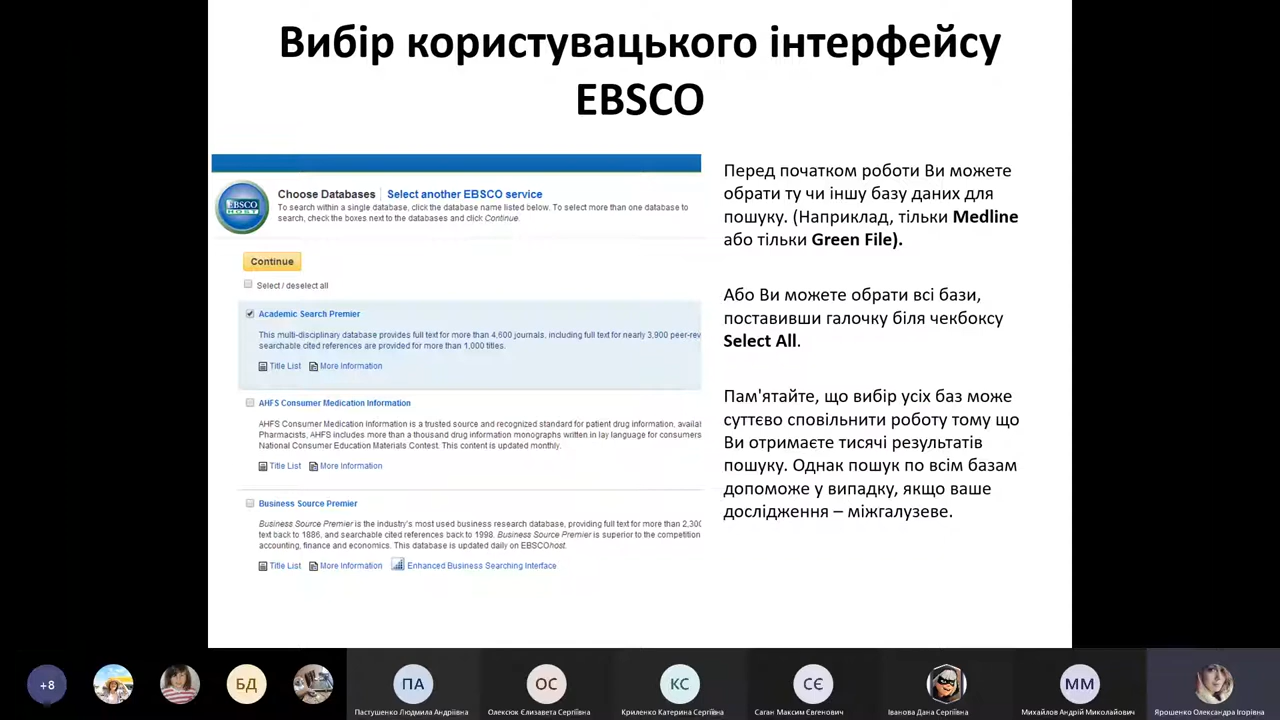 Вибір користувацького інтерфейсу
EBSCO
EBSCO
HOST
Choose Databases
Select another EBSCO service
To search within a single database, click the database name listed below. To select more than one database to
search, check the boxes next to the databases and click Continue.
Continue
Select / deselect all
Academic Search Premier
This multi-disciplinary database provides full text for more than 4,600 journals, including full text for nearly 3,900 peer-rev
searchable cited references are provided for more than 1,000 titles.
Title List More Information
AHFS Consumer Medication Information
AHFS Consumer Medication Information is a trusted source and recognized standard for patient drug information, availab
Pharmacists, AHFS includes more than a thousand drug information monographs written in lay language for consumers
National Consumer Education Materials Contest. This content is updated monthly.
Title List More Information
Business Source Premier
Business Source Premier is the industry's most used business research database, providing full text for more than 2,300
text back to 1886, and searchable cited references back to 1998. Business Source Premier is superior to the competition
accounting, finance and economics. This database is updated daily on EBSCOhost.
Title List More Information Enhanced Business Searching Interface
Перед початком роботи Ви можете
обрати ту чи іншу базу даних для
пошуку. (Наприклад, тільки Medline
або тільки Green File).
Або Ви можете обрати всі бази,
поставивши галочку біля чекбоксу
Select All.
Пам'ятайте, що вибір усіх баз може
суттєво сповільнити роботу тому що
Ви отримаєте тисячі результатів
пошуку. Однак пошук по всім базам
допоможе у випадку, якщо ваше
дослідження – міжгалузеве.
+8
БД
ПА
ОС
КС
СЄ
ММ
Пастушенко Людмила Андріївна
Олексюк Єлизавета Сергіївна
Криленко Катерина Сергіївна
Саган Максим Євгенович
Іванова Дана Сергіївна
Михайлов Андрій Миколайович
Ярошенко Олександра Ігорівна